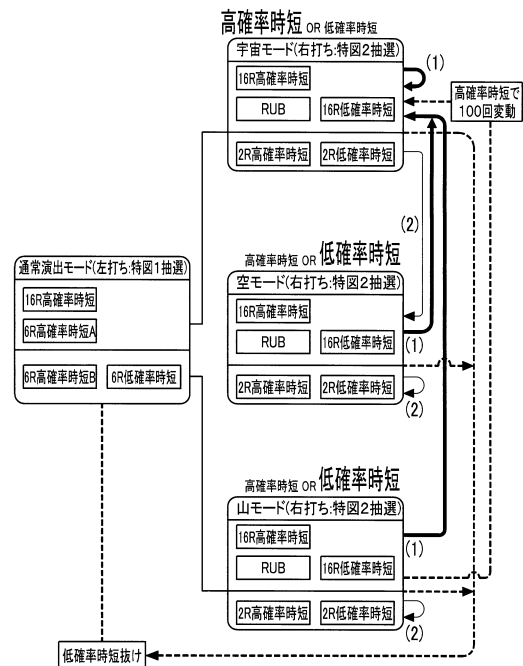 高確率時短 OR 低確率時短
宇宙モード(右打ち:特図2抽選)
16R高確率時短
RUB
16R低確率時短
2R高確率時短
2R低確率時短
(1)
高確率時短で
100回変動
(2)
高確率時短 OR 低確率時短
空モード(右打ち:特図2抽選)
16R高確率時短
RUB
16R低確率時短
2R高確率時短
2R低確率時短
(1)
(2)
通常演出モード(左打ち:特図1抽選)
16R高確率時短
6R高確率時短A
6R高確率時短B
6R低確率時短
高確率時短 OR 低確率時短
山モード(右打ち:特図2抽選)
16R高確率時短
RUB
16R低確率時短
2R高確率時短
2R低確率時短
(1)
(2)
低確率時短抜け